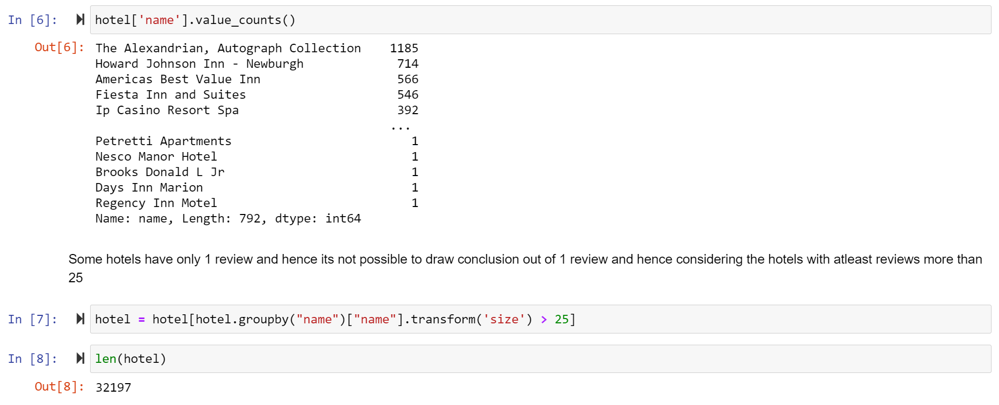 In [6]: hotel['name'].value_counts()
Out[6]: The Alexandrian, Autograph Collection 1185
Howard Johnson Inn - Newburgh 714
Americas Best Value Inn 566
Fiesta Inn and Suites 546
Ip Casino Resort Spa 392
...
Petretti Apartments 1
Nesco Manor Hotel 1
Brooks Donald L Jr 1
Days Inn Marion 1
Regency Inn Motel 1
Name: name, Length: 792, dtype: int64
Some hotels have only 1 review and hence its not possible to draw conclusion out of 1 review and hence considering the hotels with atleast reviews more than
25
In [7]: hotel = hotel[hotel.groupby("name")["name"].transform('size') > 25]
In [8]: len(hotel)
Out[8]: 32197